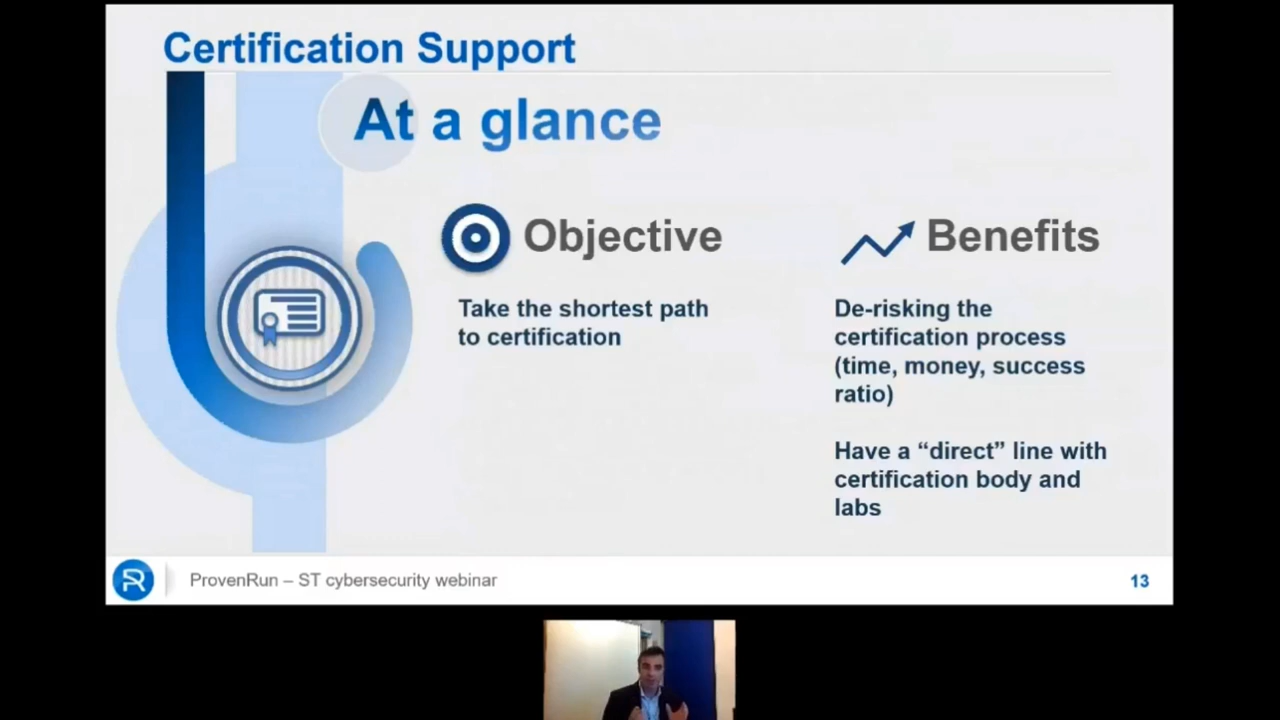 Certification Support
At a glance
Objective
Take the shortest path
to certification
Benefits
De-risking the
certification process
(time, money, success
ratio)
Have a “direct” line with
certification body and
labs
ProvenRun – ST cybersecurity webinar
13